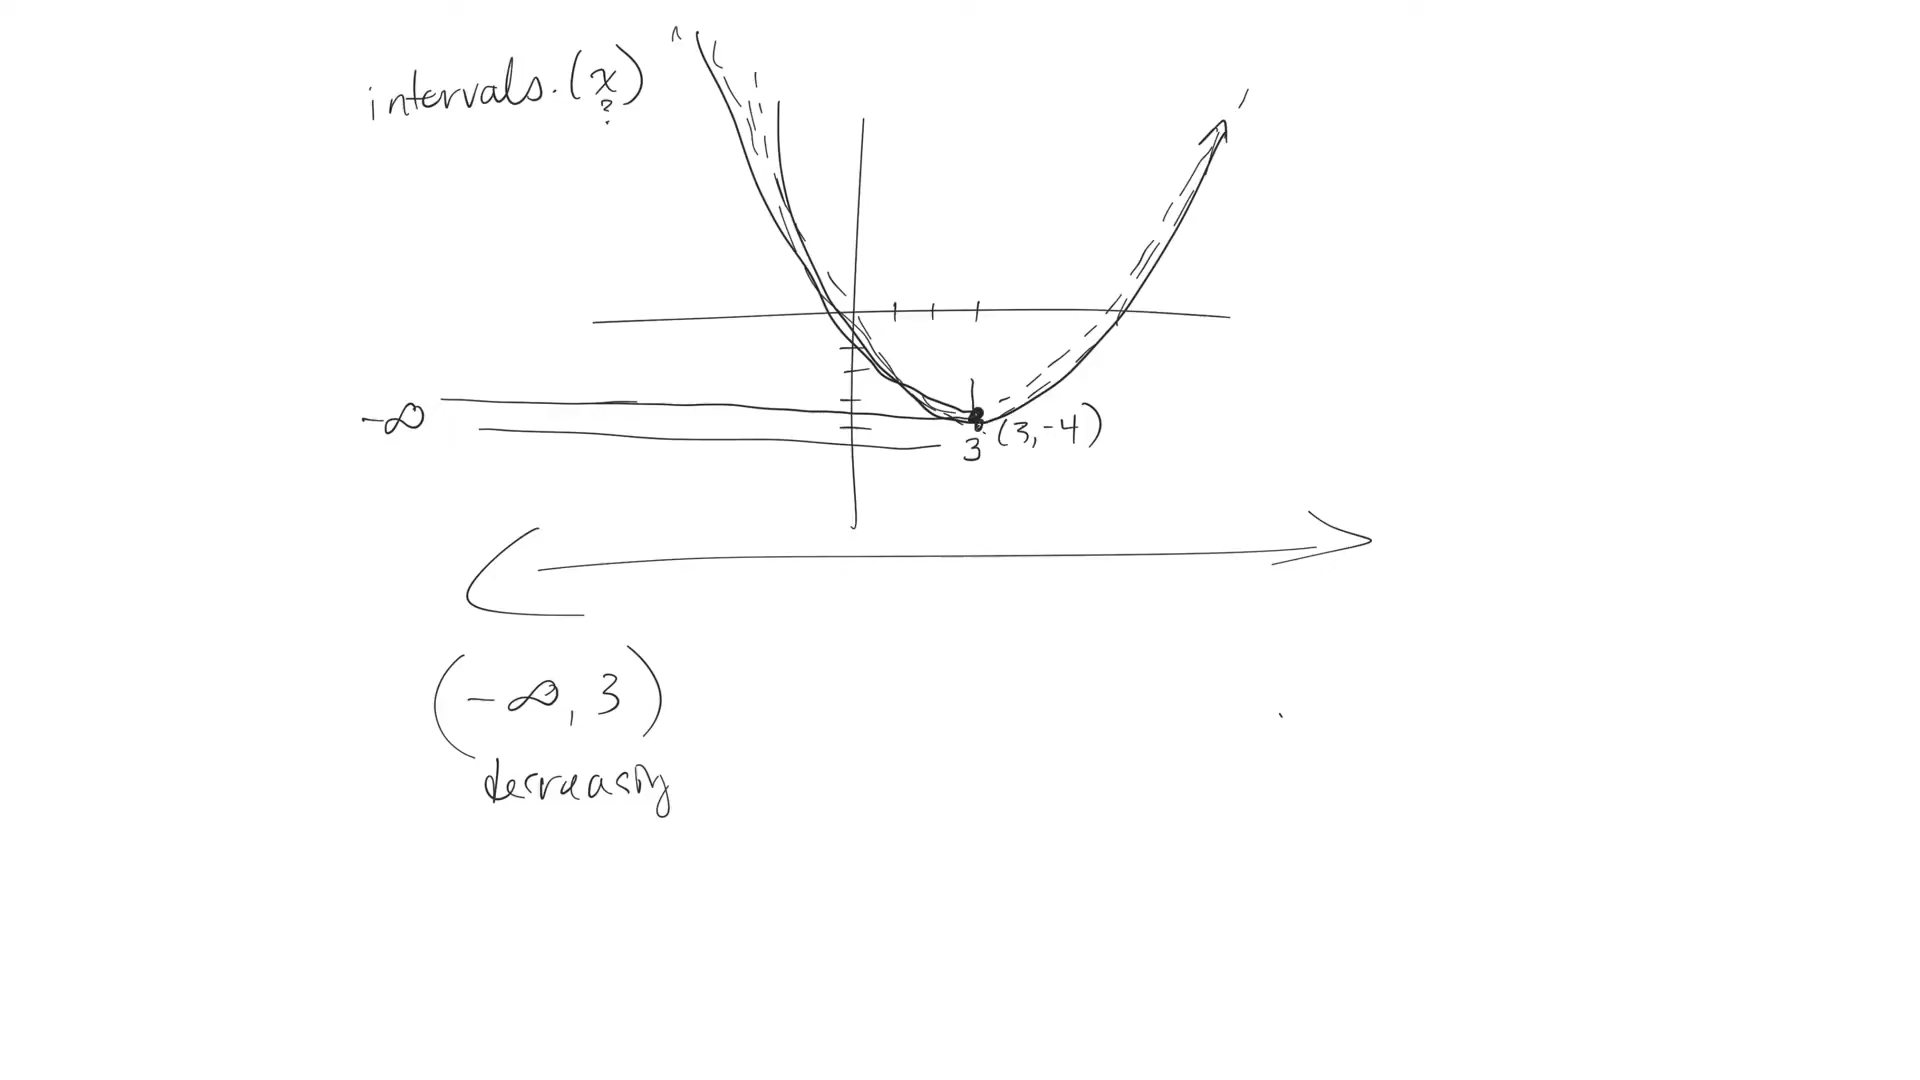 intervals. (x)
?
-∞
3
(3,-4)
(-∞, 3)
decreasing